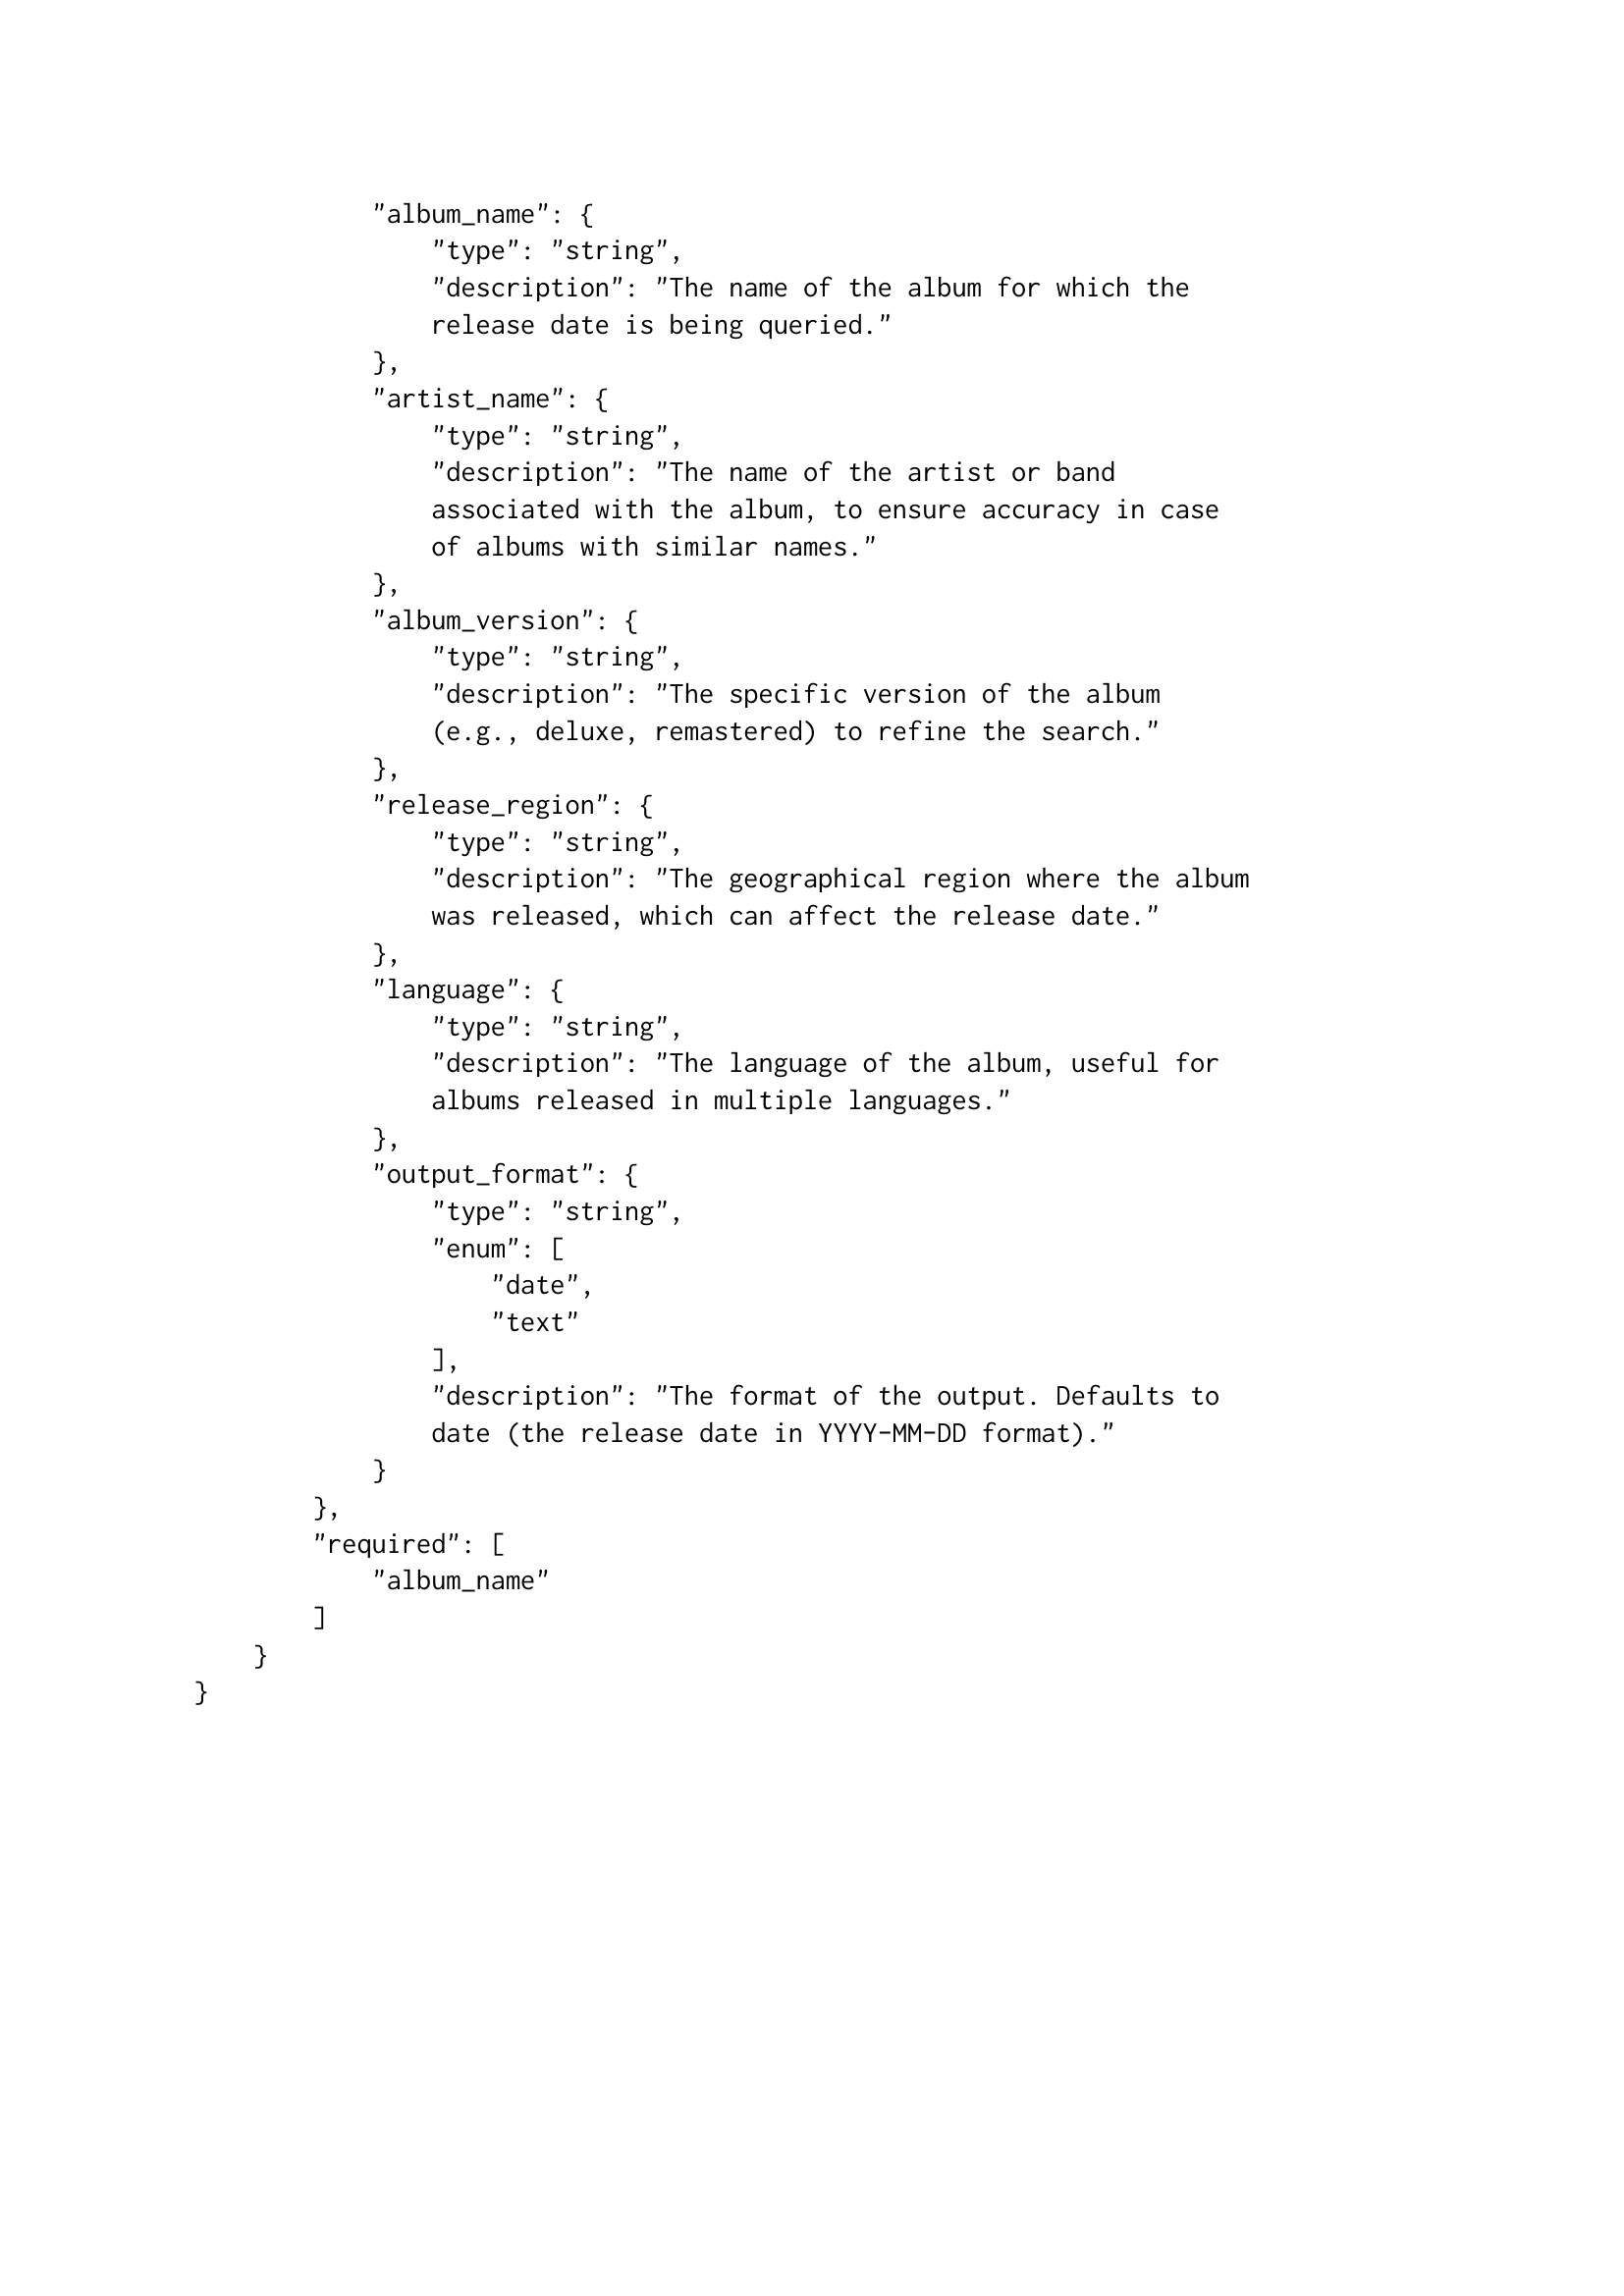 "album_name": {
"type": "string",
"description": "The name of the album for which the
release date is being queried."
},
"artist_name": {
"type": "string",
"description": "The name of the artist or band
associated with the album, to ensure accuracy in case
of albums with similar names."
},
"album_version": {
"type": "string",
"description": "The specific version of the album
(e.g., deluxe, remastered) to refine the search."
},
"release_region": {
"type": "string",
"description": "The geographical region where the album
was released, which can affect the release date."
},
"language": {
"type": "string",
"description": "The language of the album, useful for
albums released in multiple languages."
},
"output_format": {
"type": "string",
"enum": [
"date",
"text"
],
"description": "The format of the output. Defaults to
date (the release date in YYYY-MM-DD format)."
}
},
"required": [
"album_name"
]
}
}